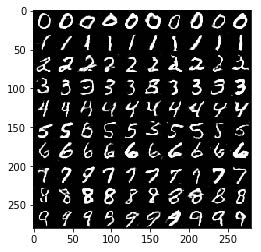 0
0 0 0 0 0 0 0 0 0 0
1 1 1 1 1 1 1 1 1 1
50
2 2 2 2 2 2 2 2 2 2
3 3 3 3 3 3 3 3 3
100
4 4 4 4 4 4 4 4 4 4
150
5 5 5 5 5 5 5 5
6 6 6 6 6 6 6 6 6 6
200
7 7 7 7 7 7 7 7 7 7
8 8 8 8 8 8 8 8 8 8
250
9 9 9 9 9 9 9 9 9
0 50 100 150 200 250